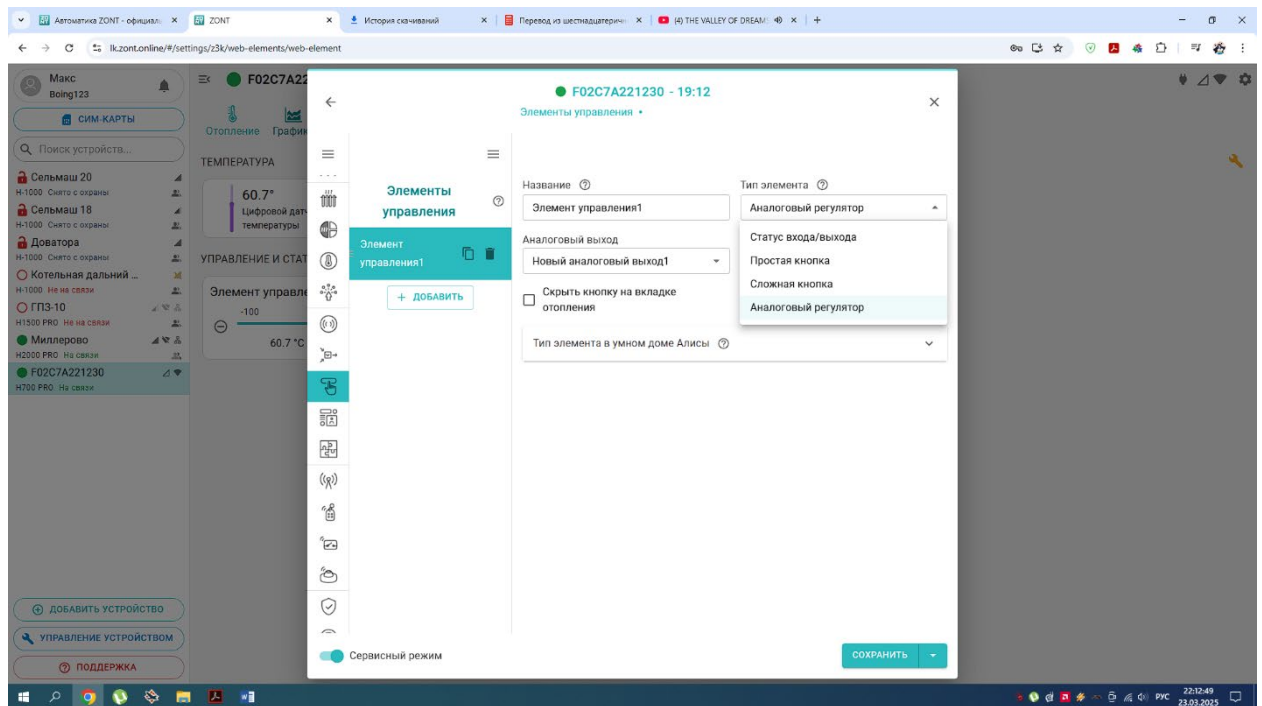 Автоматика ZONT - официаль
ZONT
История скачиваний
Перевод из шестнадцатеричн
(4) THE VALLEY OF DREAM
lk.zont.online/#/settings/z3k/web-elements/web-element
Макс
Boing123
СИМ-КАРТЫ
Поиск устройств...
Сельмаш 20
H-1000 Снято с охраны
Сельмаш 18
H-1000 Снято с охраны
Доватора
H-1000 Снято с охраны
Котельная дальний ...
H-1000 Не на связи
ГПЗ-10
H1500 PRO Не на связи
Миллерово
H2000 PRO На связи
F02C7A221230
H700 PRO На связи
ДОБАВИТЬ УСТРОЙСТВО
УПРАВЛЕНИЕ УСТРОЙСТВОМ
ПОДДЕРЖКА
F02C7A22
Отопление
График
ТЕМПЕРАТУРА
60.7°
Цифровой дат
температуры
УПРАВЛЕНИЕ И СТАТ
Элемент управле
-100
60.7 °C
F02C7A221230 - 19:12
Элементы управления •
Элементы
управления
Элемент
управления1
+ ДОБАВИТЬ
Название
Элемент управления1
Тип элемента
Аналоговый регулятор
Аналоговый выход
Новый аналоговый выход1
Статус входа/выхода
Простая кнопка
Сложная кнопка
Аналоговый регулятор
Скрыть кнопку на вкладке
отопления
Тип элемента в умном доме Алисы
Сервисный режим
СОХРАНИТЬ
РУС
22:12:49
23.03.2025